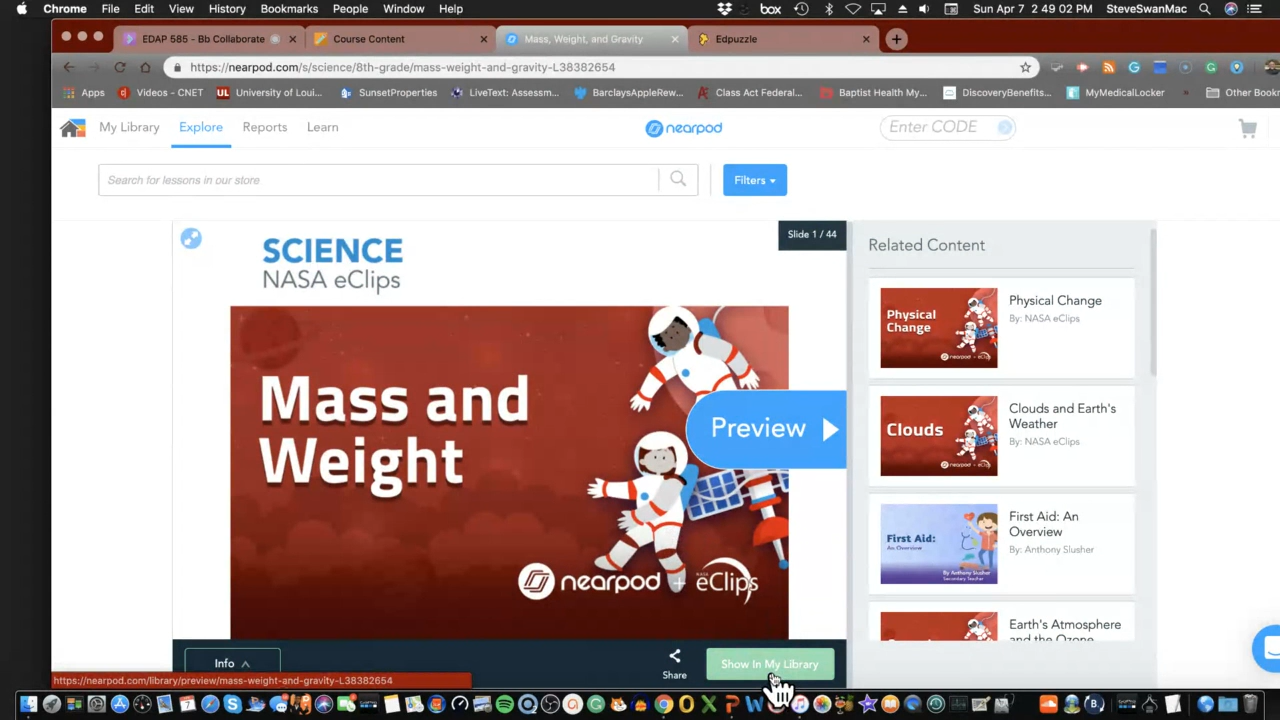 Chrome File Edit View History Bookmarks People Window Help box Sun Apr 7 2:49:02 PM SteveSwanMac
EDAP 585 - Bb Collaborate Course Content Mass, Weight, and Gravity Edpuzzle
https://nearpod.com/s/science/8th-grade/mass-weight-and-gravity-L38382654
Apps Videos - CNET University of Loui... SunsetProperties LiveText: Assessm... BarclaysAppleRew... Class Act Federal... Baptist Health My... DiscoveryBenefits... MyMedicalLocker » Other Bookm
My Library Explore Reports Learn nearpod Enter CODE
Search for lessons in our store Filters
Slide 1 / 44
SCIENCE
NASA eClips
Mass and
Weight
nearpod + eClips
Preview
Info Share Show In My Library
https://nearpod.com/library/preview/mass-weight-and-gravity-L38382654
Related Content
Physical
Change
Physical Change
By: NASA eClips
Clouds
Clouds and Earth's
Weather
By: NASA eClips
First Aid:
An Overview
By Anthony Slusher
First Aid: An
Overview
By: Anthony Slusher
Earth's Atmosphere
and the Ozone